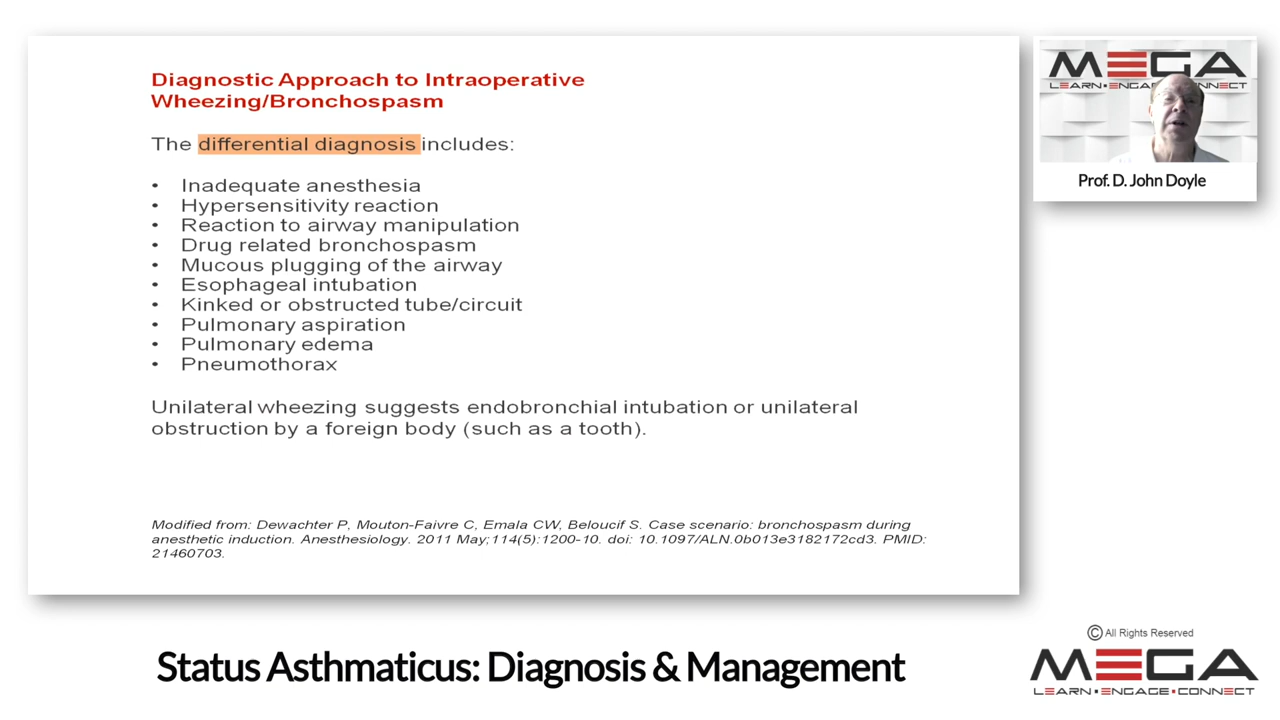 Diagnostic Approach to Intraoperative
Wheezing/Bronchospasm
The differential diagnosis includes:
• Inadequate anesthesia
• Hypersensitivity reaction
• Reaction to airway manipulation
• Drug related bronchospasm
• Mucous plugging of the airway
• Esophageal intubation
• Kinked or obstructed tube/circuit
• Pulmonary aspiration
• Pulmonary edema
• Pneumothorax
Unilateral wheezing suggests endobronchial intubation or unilateral
obstruction by a foreign body (such as a tooth).
Modified from: Dewachter P, Mouton-Faivre C, Emala CW, Beloucif S. Case scenario: bronchospasm during
anesthetic induction. Anesthesiology. 2011 May;114(5):1200-10. doi: 10.1097/ALN.0b013e3182172cd3. PMID:
21460703.
MEGA
LEARN•ENGAGE•CONNECT
Prof. D. John Doyle
Status Asthmaticus: Diagnosis & Management
© All Rights Reserved
MEGA
LEARN•ENGAGE•CONNECT